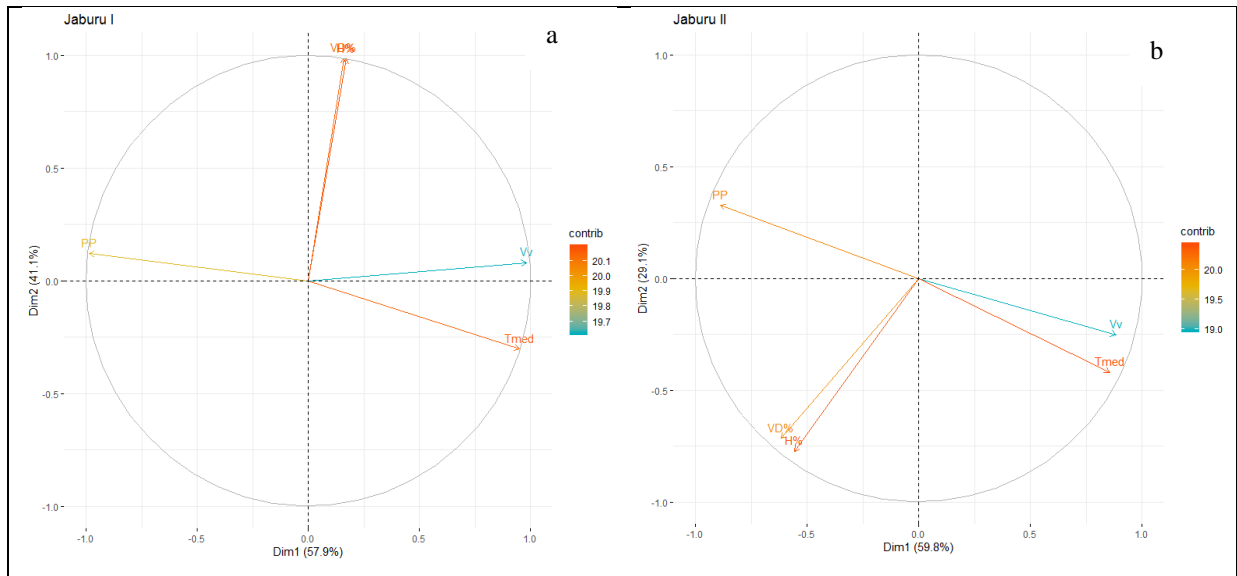 Jaburu I
a
VD%
H%
PP
Vv
Tmed
1.0
0.5
0.0
-0.5
-1.0
Dim2 (41.1%)
-1.0
-0.5
0.0
0.5
1.0
Dim1 (57.9%)
contrib
20.1
20.0
19.9
19.8
19.7
Jaburu II
b
PP
Vv
Tmed
VD%
H%
1.0
0.5
0.0
-0.5
-1.0
Dim2 (29.1%)
-1.0
-0.5
0.0
0.5
1.0
Dim1 (59.8%)
contrib
20.0
19.5
19.0